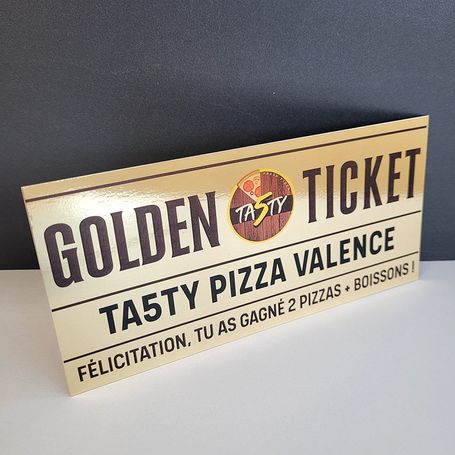 GOLDEN TA5TY TICKET
TA5TY PIZZA VALENCE
FÉLICITATION, TU AS GAGNÉ 2 PIZZAS + BOISSONS !